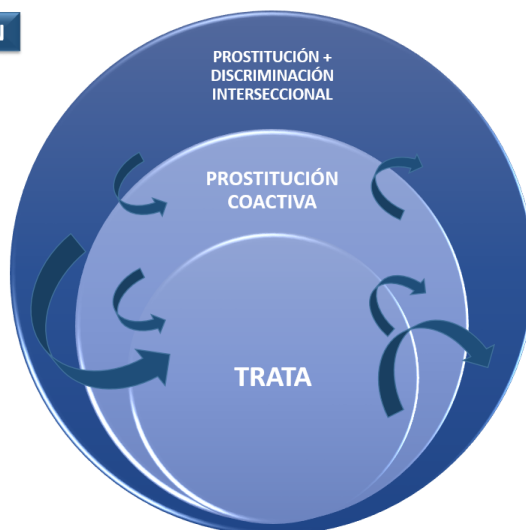 N
PROSTITUCIÓN +
DISCRIMINACIÓN
INTERSECCIONAL
PROSTITUCIÓN
COACTIVA
TRATA